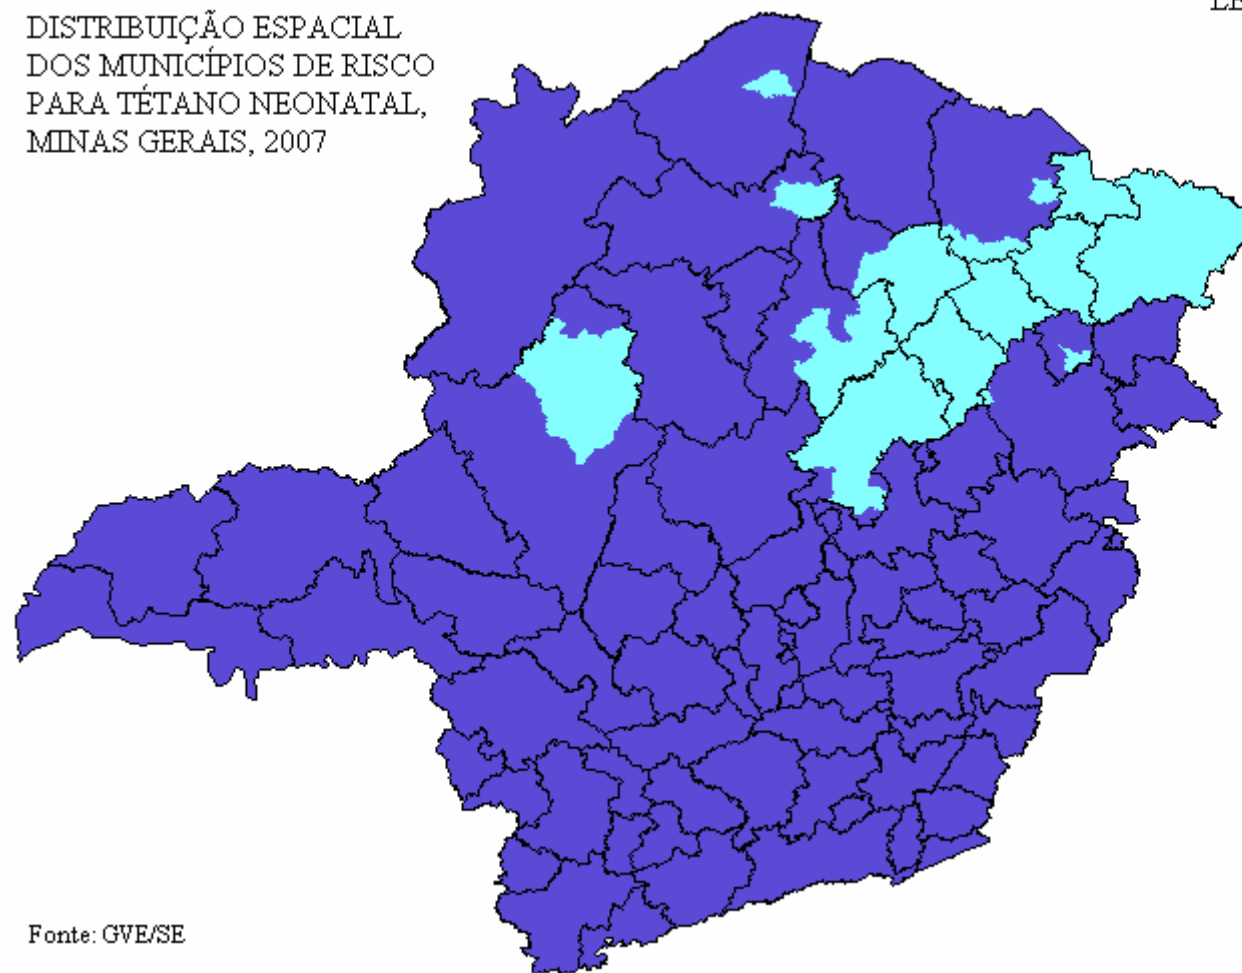 DISTRIBUIÇÃO ESPACIAL
DOS MUNICÍPIOS DE RISCO
PARA TÉTANO NEONATAL,
MINAS GERAIS, 2007
Fonte: GVE/SE